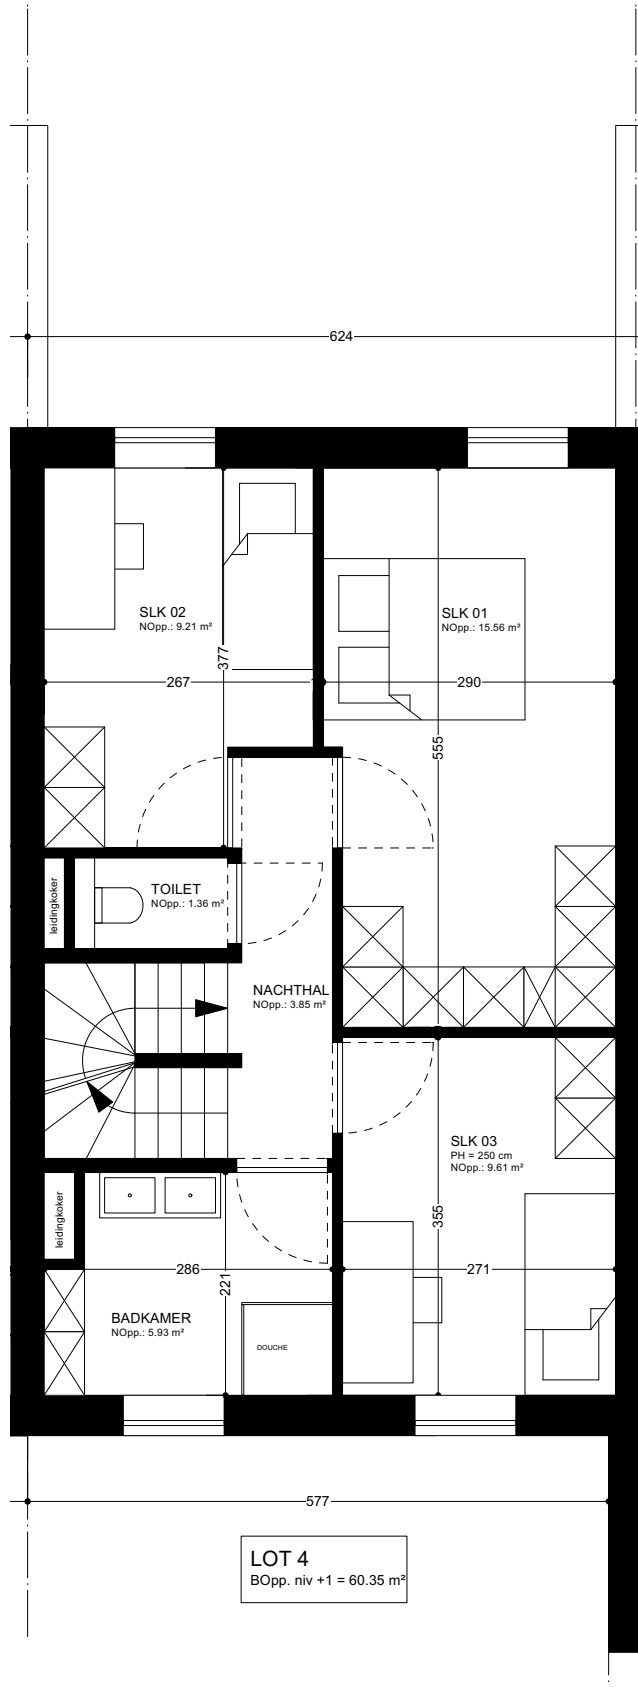 624
SLK 02
NOpp.: 9.21 m²
SLK 01
NOpp.: 15.56 m²
377
267
290
555
leidingkoker
TOILET
NOpp.: 1.36 m²
NACHTHAL
NOpp.: 3.85 m²
SLK 03
PH = 250 cm
NOpp.: 9.61 m²
leidingkoker
355
286
221
271
BADKAMER
NOpp.: 5.93 m²
DOUCHE
577
LOT 4
BOpp. niv +1 = 60.35 m²